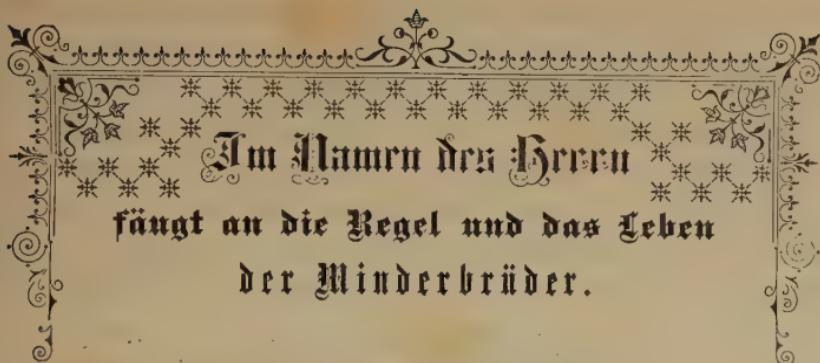 Im Namen des Herrn
fängt an die Regel und das Leben
der Minderbrüder.